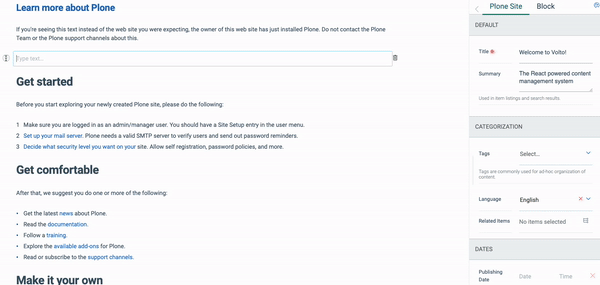 Learn more about Plone
If you're seeing this text instead of the web site you were expecting, the owner of this web site has just installed Plone. Do not contact the Plone
Team or the Plone support channels about this.
Type text...
Get started
Before you start exploring your newly created Plone site, please do the following:
1 Make sure you are logged in as an admin/manager user. You should have a Site Setup entry in the user menu.
2 Set up your mail server. Plone needs a valid SMTP server to verify users and send out password reminders.
3 Decide what security level you want on your site. Allow self registration, password policies, and more.
Get comfortable
After that, we suggest you do one or more of the following:
• Get the latest news about Plone.
• Read the documentation.
• Follow a training.
• Explore the available add-ons for Plone.
• Read or subscribe to the support channels.
Make it your own
Plone Site Block
DEFAULT
Title Welcome to Volto!
Summary The React powered content
management system
Used in item listings and search results.
CATEGORIZATION
Tags Select...
Tags are commonly used for ad-hoc organization of
content.
Language English
Related Items No items selected
DATES
Publishing
Date Date Time